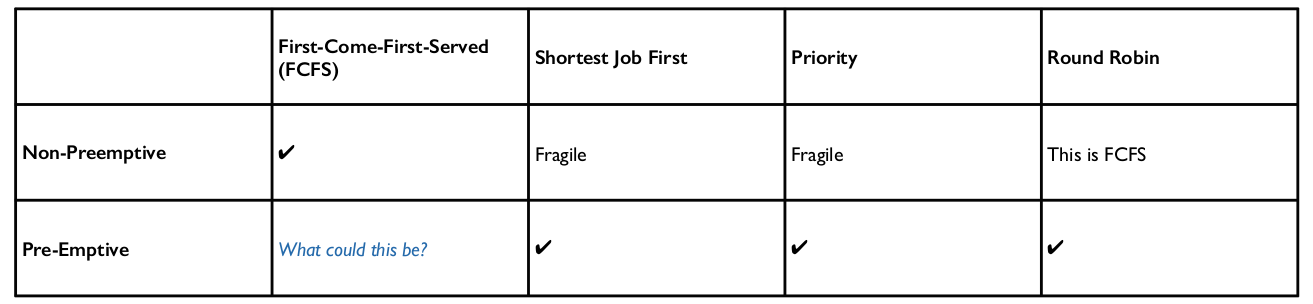 First-Come-First-Served
(FCFS)
Shortest Job First
Priority
Round Robin
Non-Preemptive
✔
Fragile
Fragile
This is FCFS
Pre-Emptive
What could this be?
✔
✔
✔